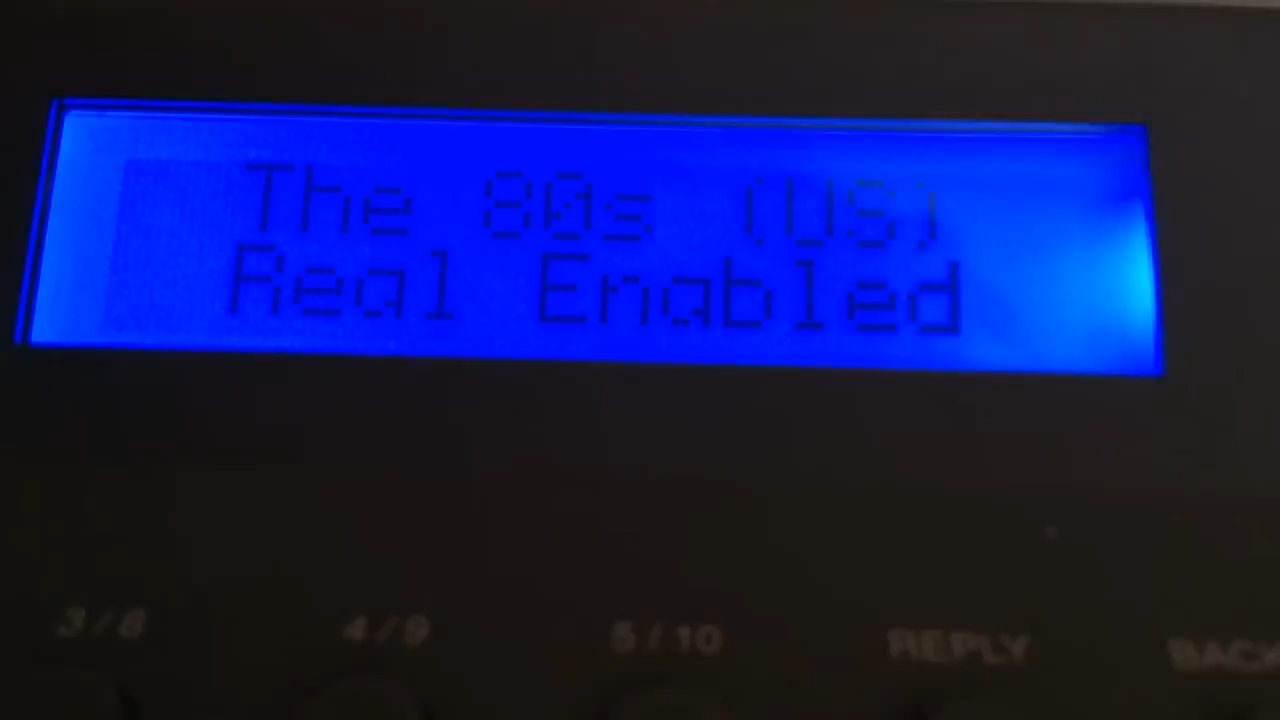 The 80s (US)
Real Enabled
3/8
4/9
5/10
REPLY
BACK